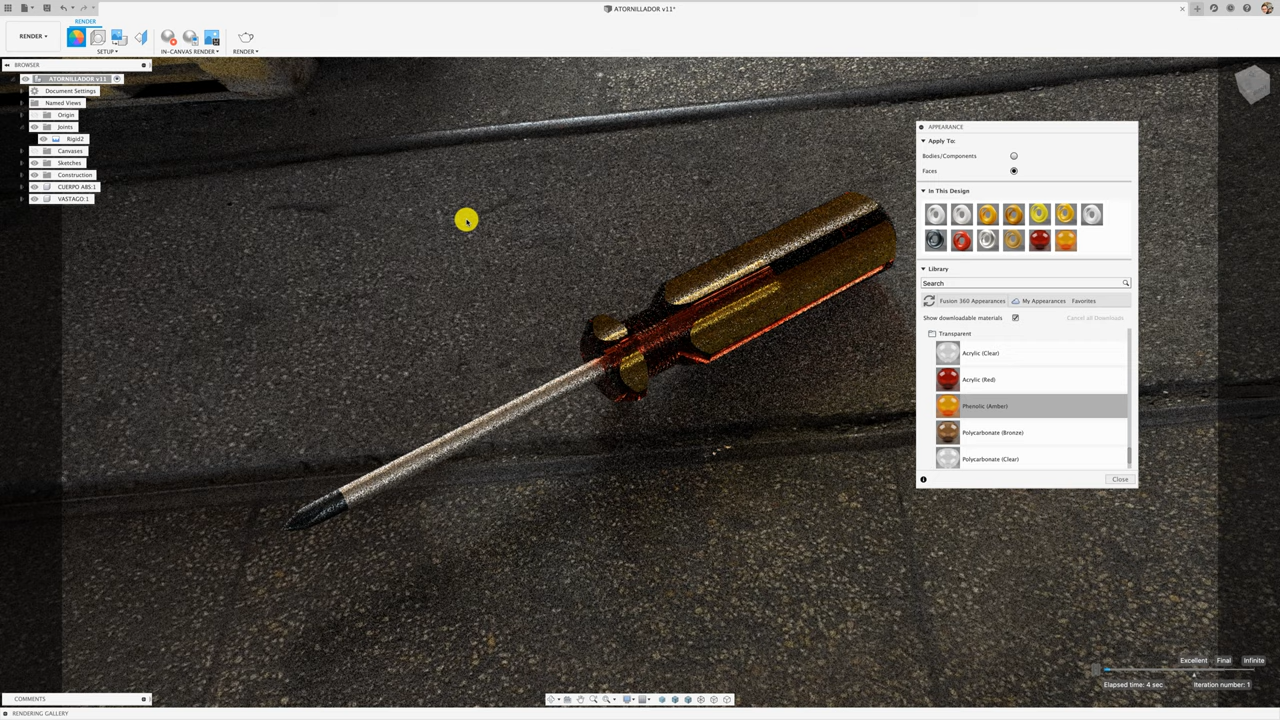 ATORNILLADOR v11*
RENDER
RENDER ▾
SETUP ▾
IN-CANVAS RENDER ▾
RENDER ▾
BROWSER
ATORNILLADOR v11
Document Settings
Named Views
Origin
Joints
Rigid2
Canvases
Sketches
Construction
CUERPO ABS:1
VASTAGO:1
APPEARANCE
Apply To:
Bodies/Components
Faces
In This Design
Library
Search
Fusion 360 Appearances
My Appearances
Favorites
Show downloadable materials
Cancel all Downloads
Transparent
Acrylic (Clear)
Acrylic (Red)
Phenolic (Amber)
Polycarbonate (Bronze)
Polycarbonate (Clear)
Close
Excellent
Final
Infinite
Elapsed time: 4 sec
Iteration number: 1
COMMENTS
RENDERING GALLERY